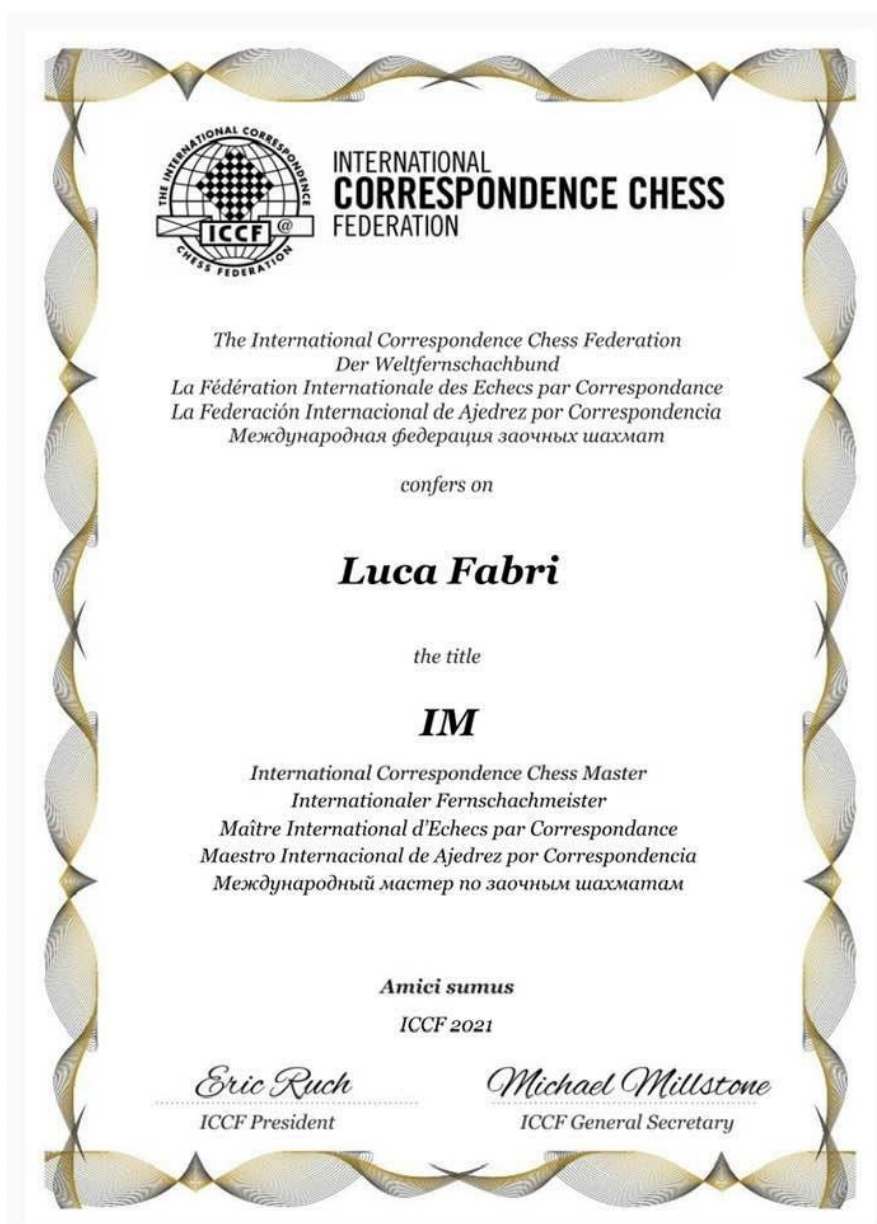 THE INTERNATIONAL CORRESPONDENCE
CHESS FEDERATION
ICCF @
INTERNATIONAL
CORRESPONDENCE CHESS
FEDERATION
The International Correspondence Chess Federation
Der Weltfernschachbund
La Fédération Internationale des Echecs par Correspondance
La Federación Internacional de Ajedrez por Correspondencia
Международная федерация заочных шахмат
confers on
Luca Fabri
the title
IM
International Correspondence Chess Master
Internationaler Fernschachmeister
Maître International d'Echecs par Correspondance
Maestro Internacional de Ajedrez por Correspondencia
Международный мастер по заочным шахматам
Amici sumus
ICCF 2021
Eric Ruch
ICCF President
Michael Millstone
ICCF General Secretary